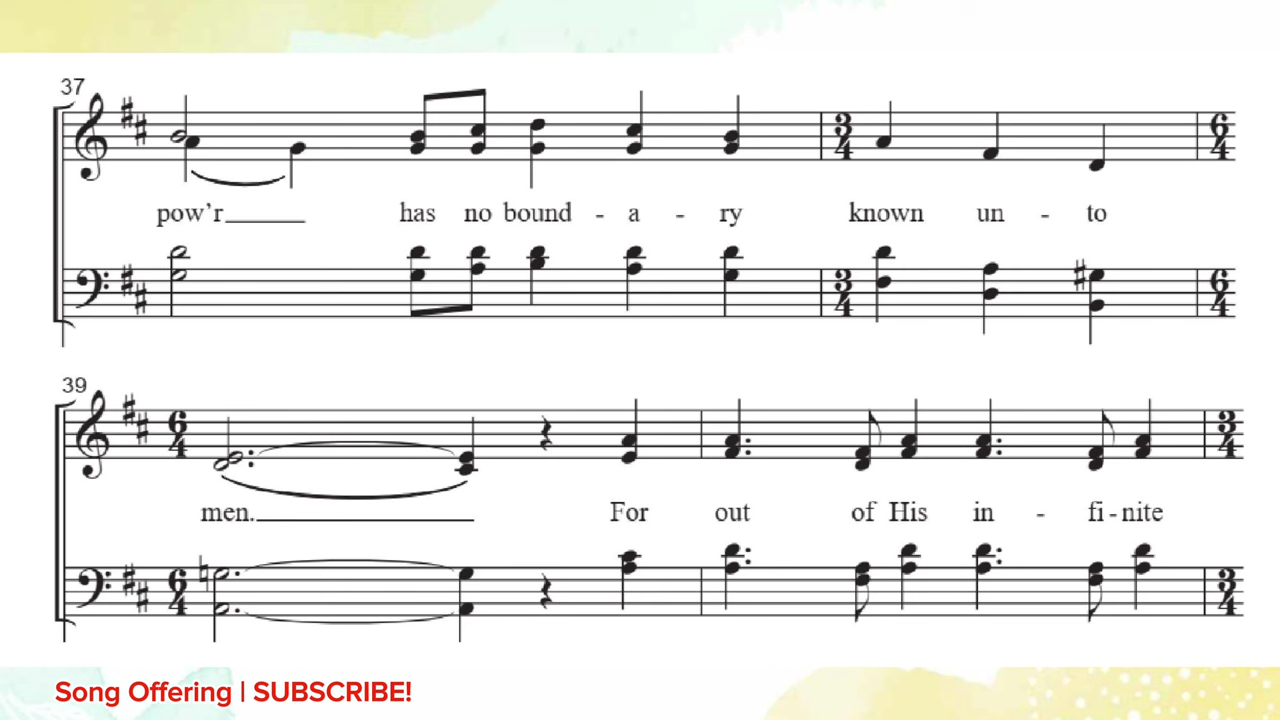 37
pow’r has no bound - a - ry known un - to
39
men. For out of His in - fi - nite
Song Offering | SUBSCRIBE!